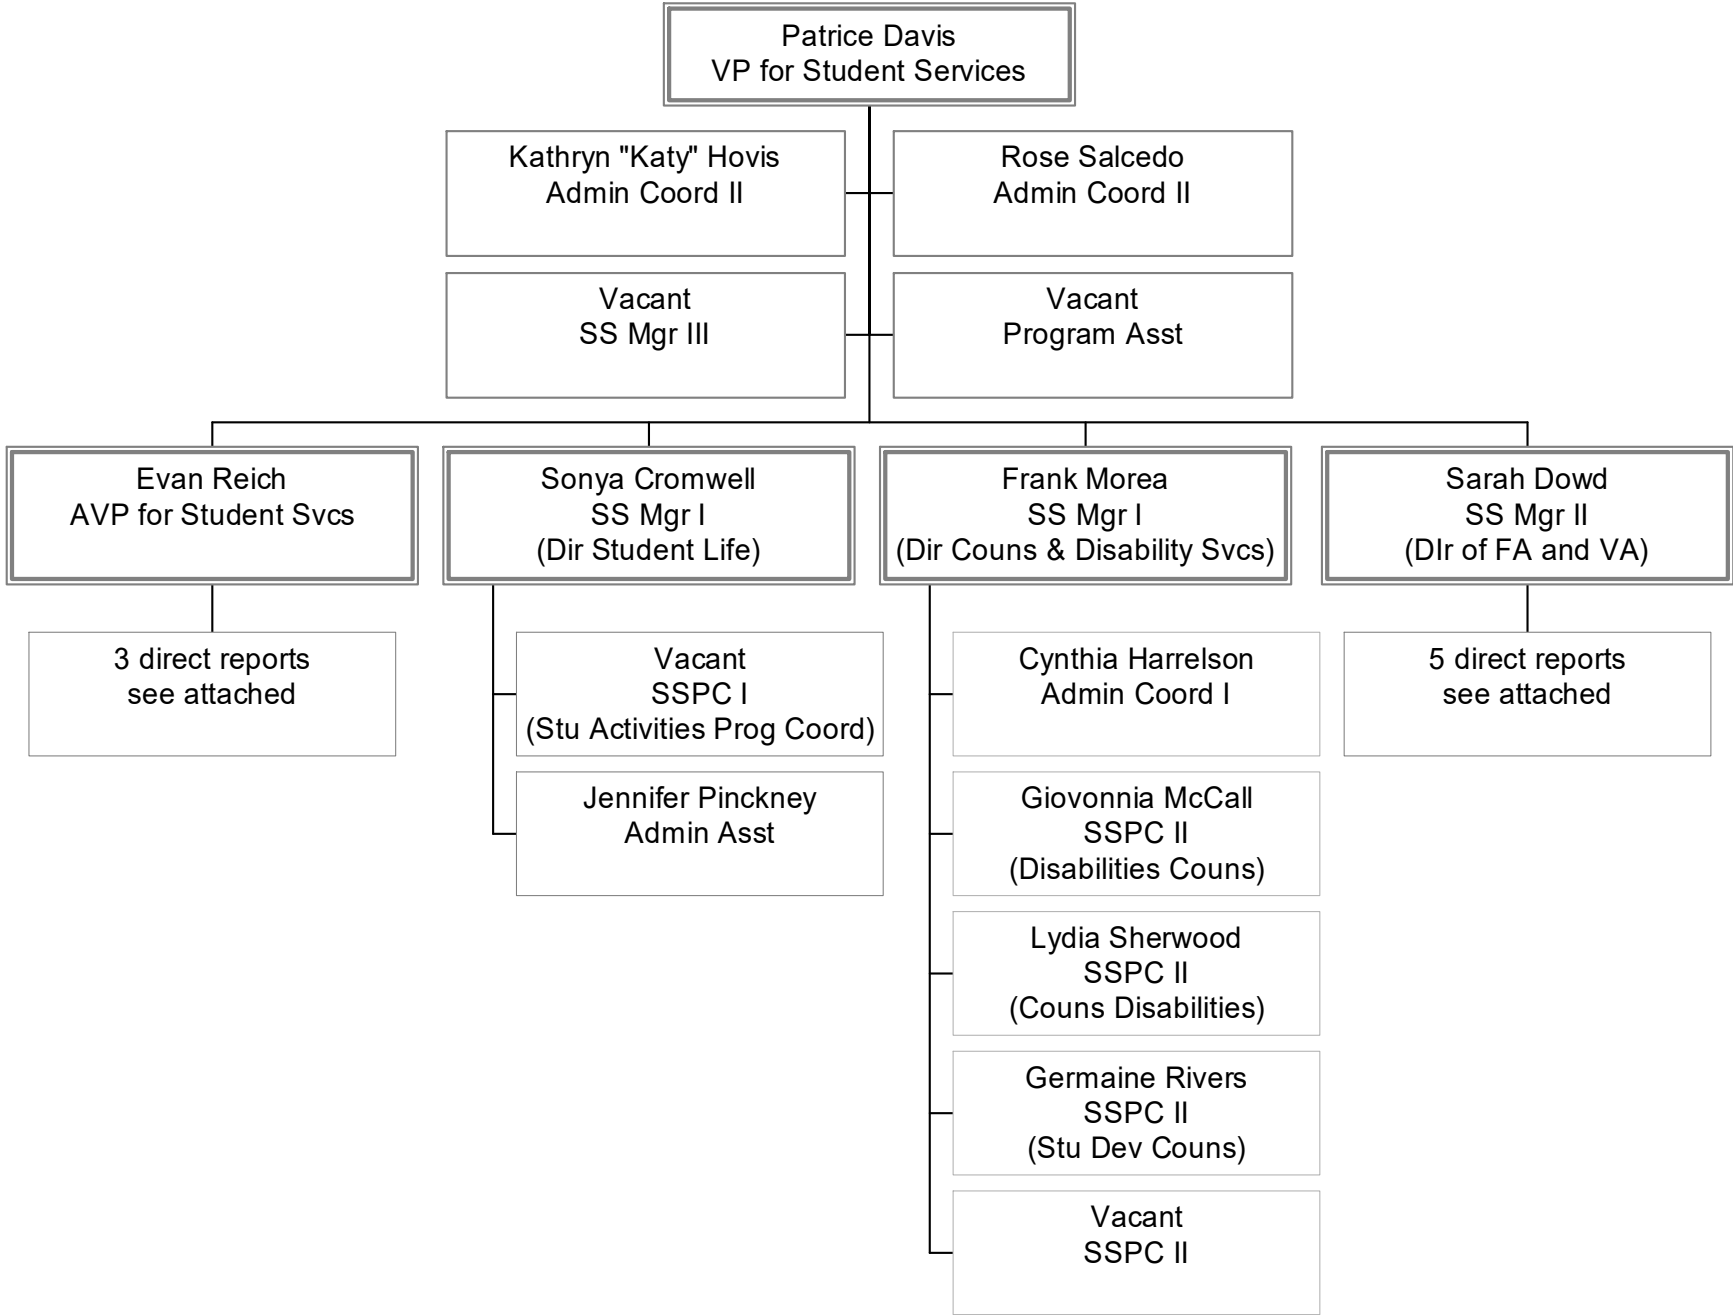 Patrice Davis
VP for Student Services
Kathryn "Katy" Hovis
Admin Coord II
Rose Salcedo
Admin Coord II
Vacant
SS Mgr III
Vacant
Program Asst
Evan Reich
AVP for Student Svcs
Sonya Cromwell
SS Mgr I
(Dir Student Life)
Frank Morea
SS Mgr I
(Dir Couns & Disability Svcs)
Sarah Dowd
SS Mgr II
(DIr of FA and VA)
3 direct reports
see attached
Vacant
SSPC I
(Stu Activities Prog Coord)
Jennifer Pinckney
Admin Asst
Cynthia Harrelson
Admin Coord I
Giovonnia McCall
SSPC II
(Disabilities Couns)
Lydia Sherwood
SSPC II
(Couns Disabilities)
Germaine Rivers
SSPC II
(Stu Dev Couns)
Vacant
SSPC II
5 direct reports
see attached